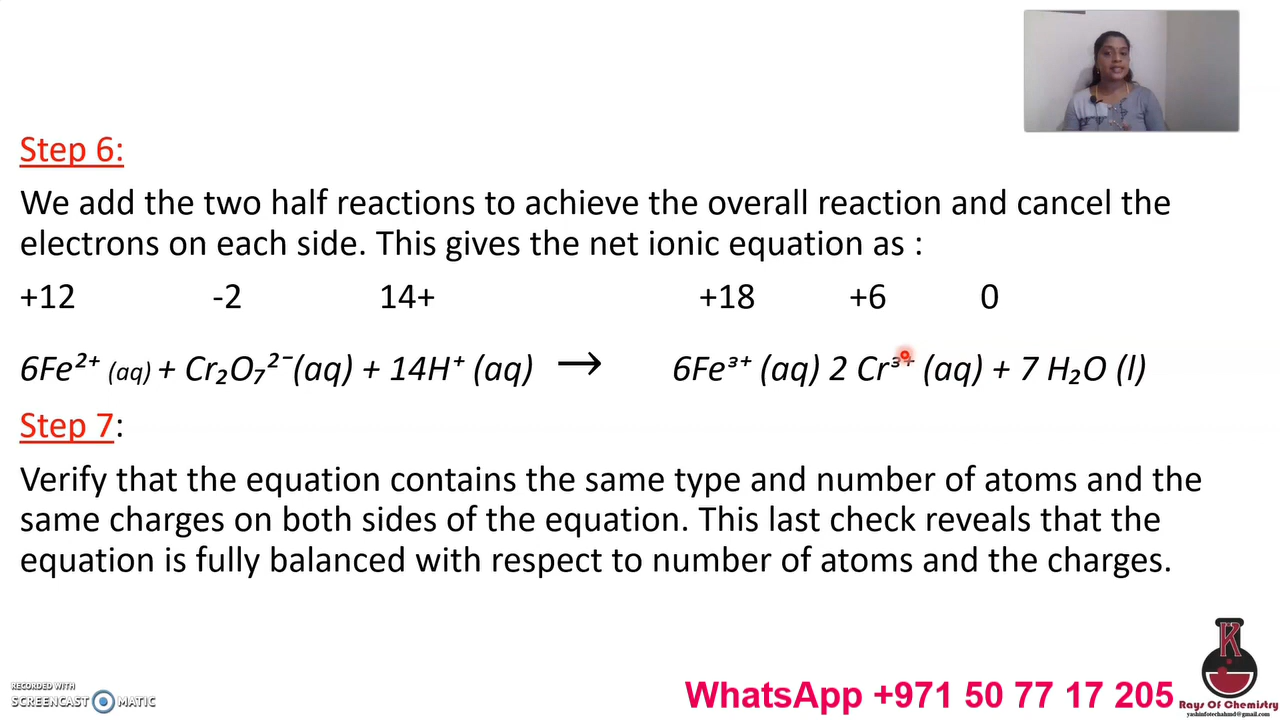 Step 6:
We add the two half reactions to achieve the overall reaction and cancel the
electrons on each side. This gives the net ionic equation as :
+12 -2 14+ +18 +6 0
6Fe²⁺ (aq) + Cr₂O₇²⁻(aq) + 14H⁺ (aq) → 6Fe³⁺ (aq) 2 Cr³⁺ (aq) + 7 H₂O (l)
Step 7:
Verify that the equation contains the same type and number of atoms and the
same charges on both sides of the equation. This last check reveals that the
equation is fully balanced with respect to number of atoms and the charges.
RECORDED WITH
SCREENCAST MATIC
WhatsApp +971 50 77 17 205
K
Rays Of Chemistry
yashinfotechahmd@gmail.com